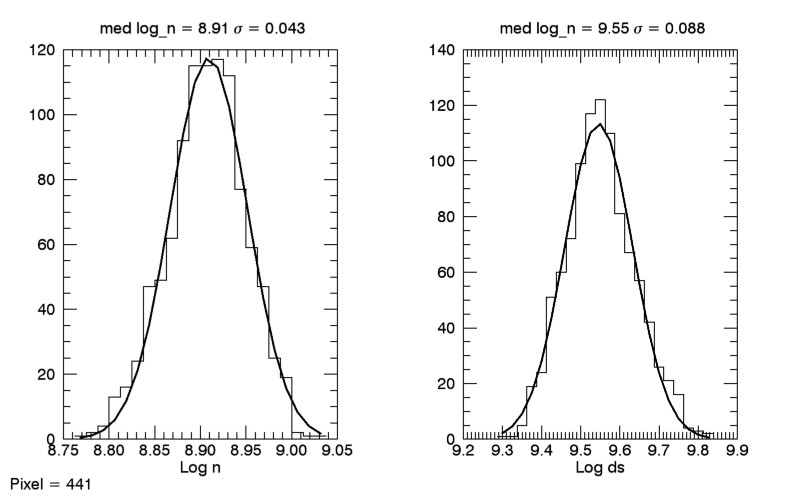 med log_n = 8.91 σ = 0.043
120
100
80
60
40
20
0
8.75 8.80 8.85 8.90 8.95 9.00 9.05
Log n
med log_n = 9.55 σ = 0.088
140
120
100
80
60
40
20
0
9.2 9.3 9.4 9.5 9.6 9.7 9.8 9.9
Log ds
Pixel = 441